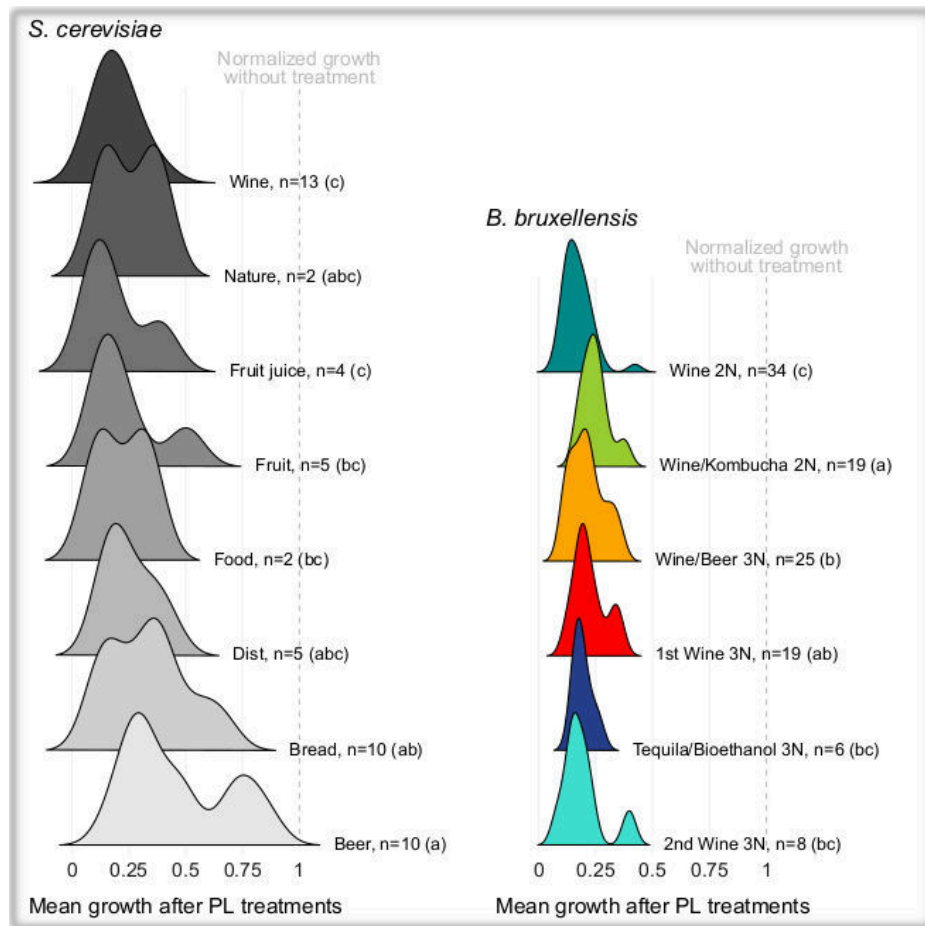 S. cerevisiae
Normalized growth
without treatment
Wine, n=13 (c)
Nature, n=2 (abc)
Fruit juice, n=4 (c)
Fruit, n=5 (bc)
Food, n=2 (bc)
Dist, n=5 (abc)
Bread, n=10 (ab)
Beer, n=10 (a)
0 0.25 0.5 0.75 1
Mean growth after PL treatments
B. bruxellensis
Normalized growth
without treatment
Wine 2N, n=34 (c)
Wine/Kombucha 2N, n=19 (a)
Wine/Beer 3N, n=25 (b)
1st Wine 3N, n=19 (ab)
Tequila/Bioethanol 3N, n=6 (bc)
2nd Wine 3N, n=8 (bc)
0 0.25 0.5 0.75 1
Mean growth after PL treatments